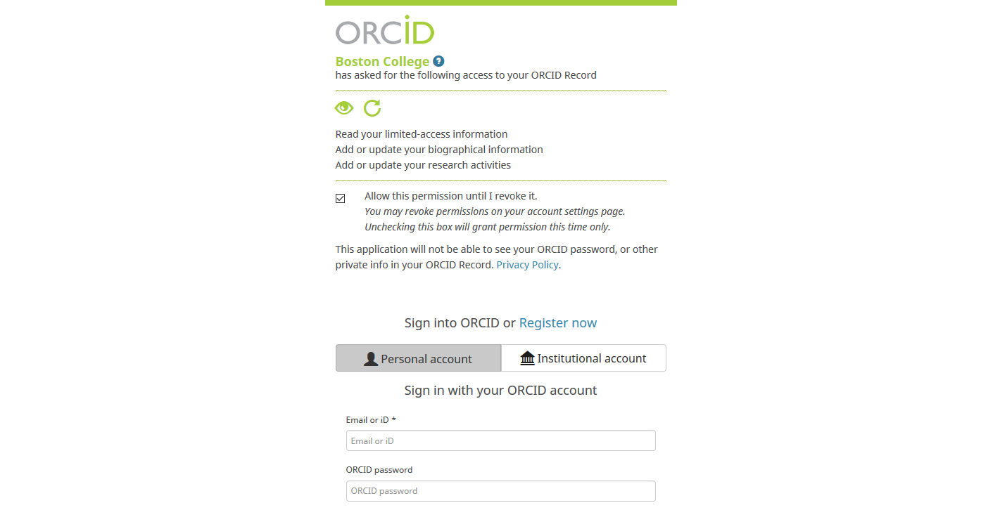 ORCID
Boston College ?
has asked for the following access to your ORCID Record
Read your limited-access information
Add or update your biographical information
Add or update your research activities
Allow this permission until I revoke it.
You may revoke permissions on your account settings page.
Unchecking this box will grant permission this time only.
This application will not be able to see your ORCID password, or other
private info in your ORCID Record. Privacy Policy.
Sign into ORCID or Register now
Personal account Institutional account
Sign in with your ORCID account
Email or iD *
Email or iD
ORCID password
ORCID password